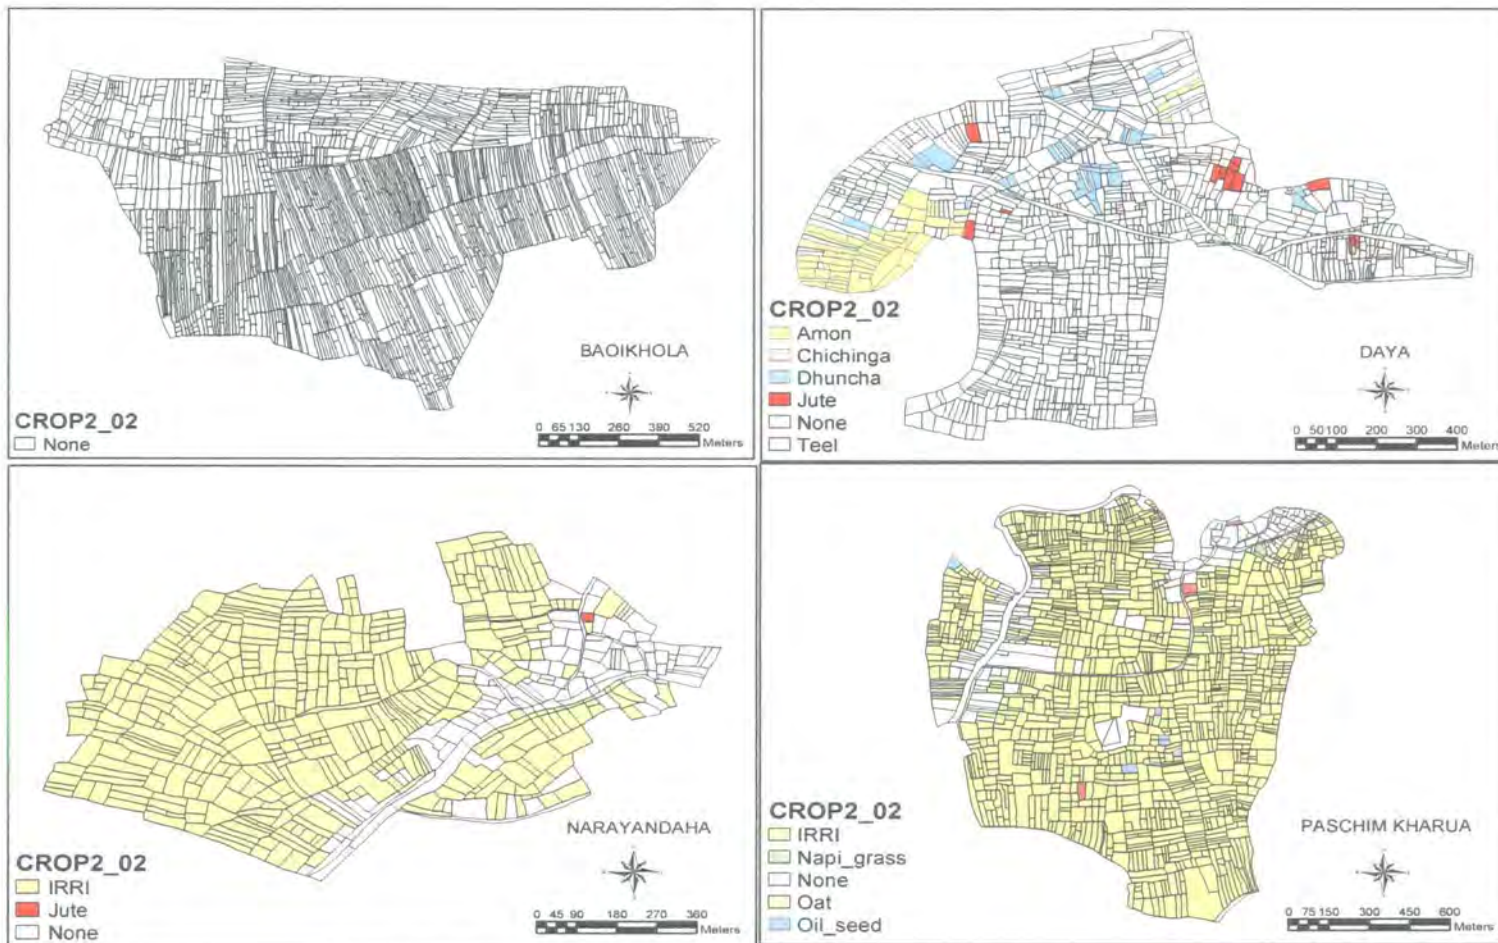 BAOIKHOLA
CROP2_02
None
0 65 130 260 380 520
Meters
CROP2_02
Amon
Chichinga
Dhuncha
Jute
None
Teel
DAYA
0 50 100 200 300 400
Meters
NARAYANDAHA
CROP2_02
IRRI
Jute
None
0 45 90 180 270 360
Meters
CROP2_02
IRRI
Napi_grass
None
Oat
Oil_seed
PASCHIM KHARUA
0 75 150 300 450 600
Meters